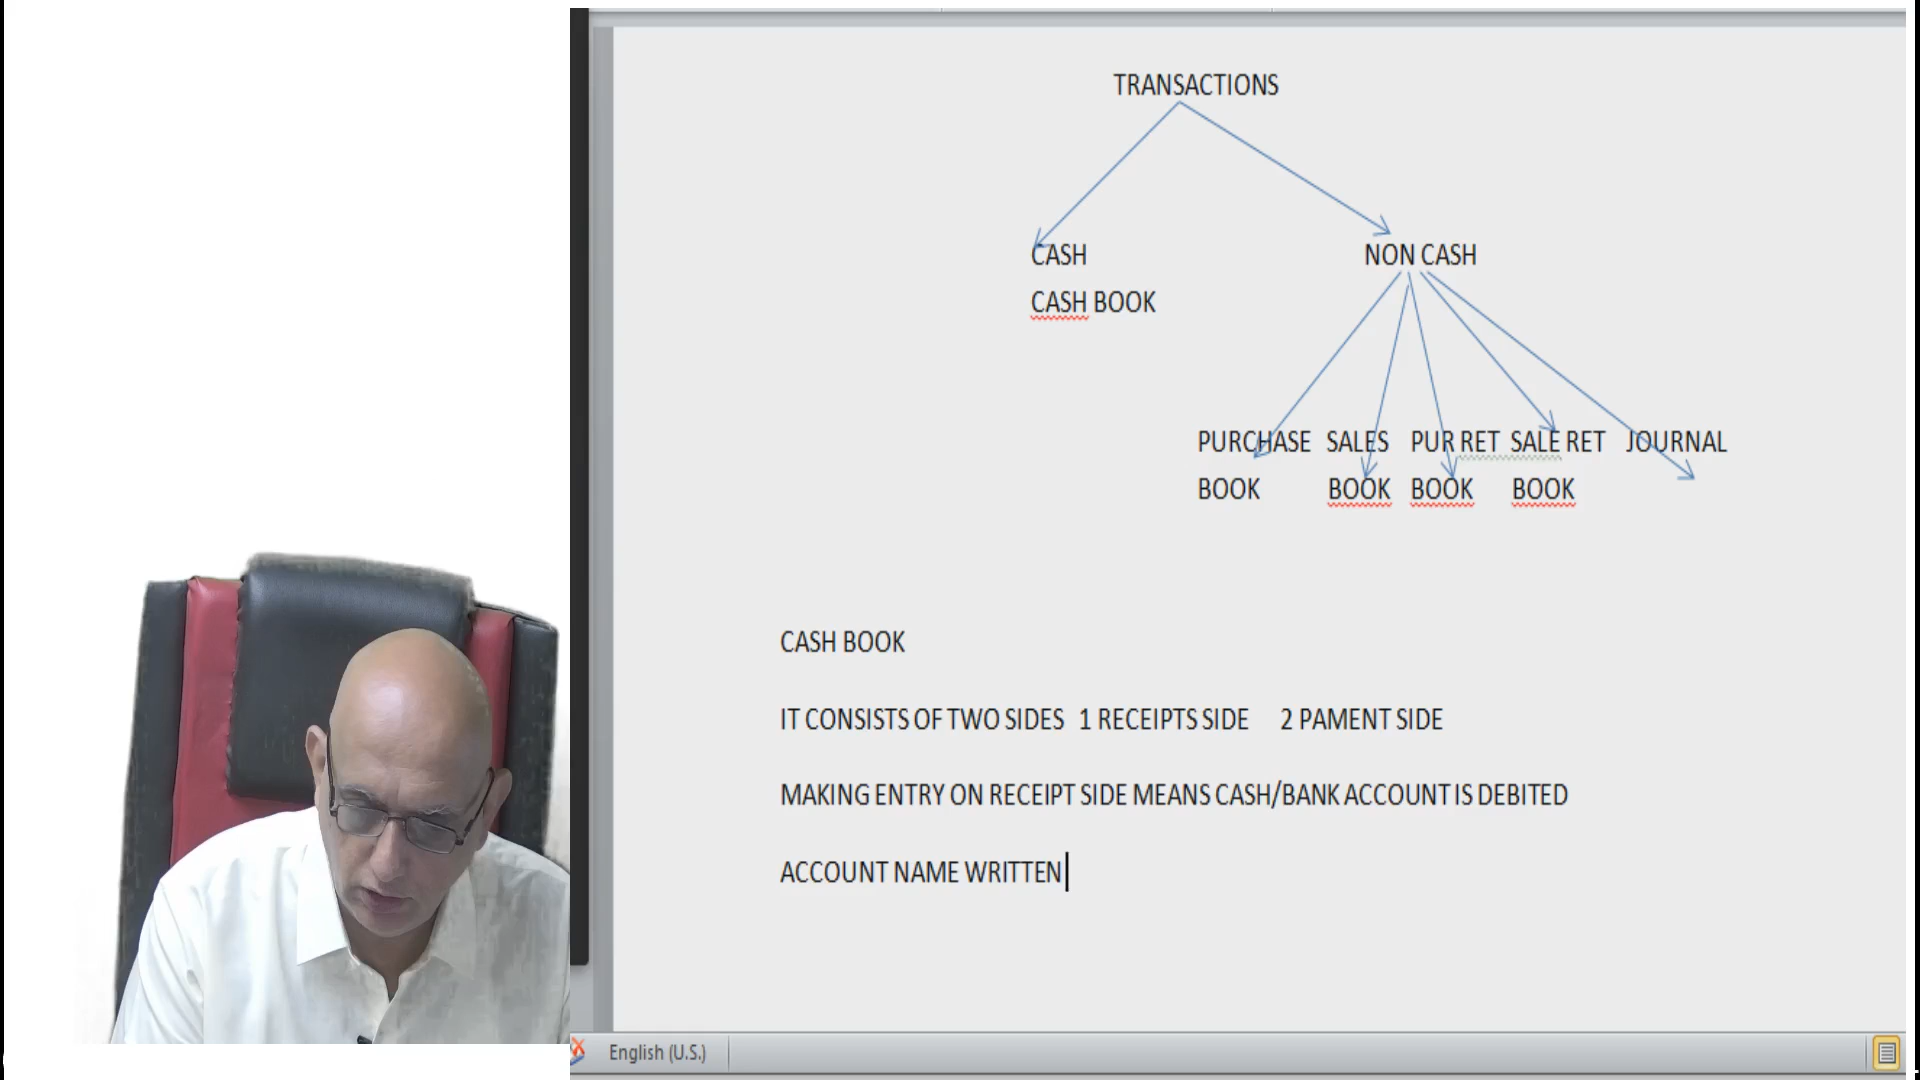 TRANSACTIONS
CASH NON CASH
CASH BOOK
PURCHASE SALES PUR RET SALE RET JOURNAL
BOOK BOOK BOOK BOOK
CASH BOOK
IT CONSISTS OF TWO SIDES 1 RECEIPTS SIDE 2 PAMENT SIDE
MAKING ENTRY ON RECEIPT SIDE MEANS CASH/BANK ACCOUNT IS DEBITED
ACCOUNT NAME WRITTEN
English (U.S.)